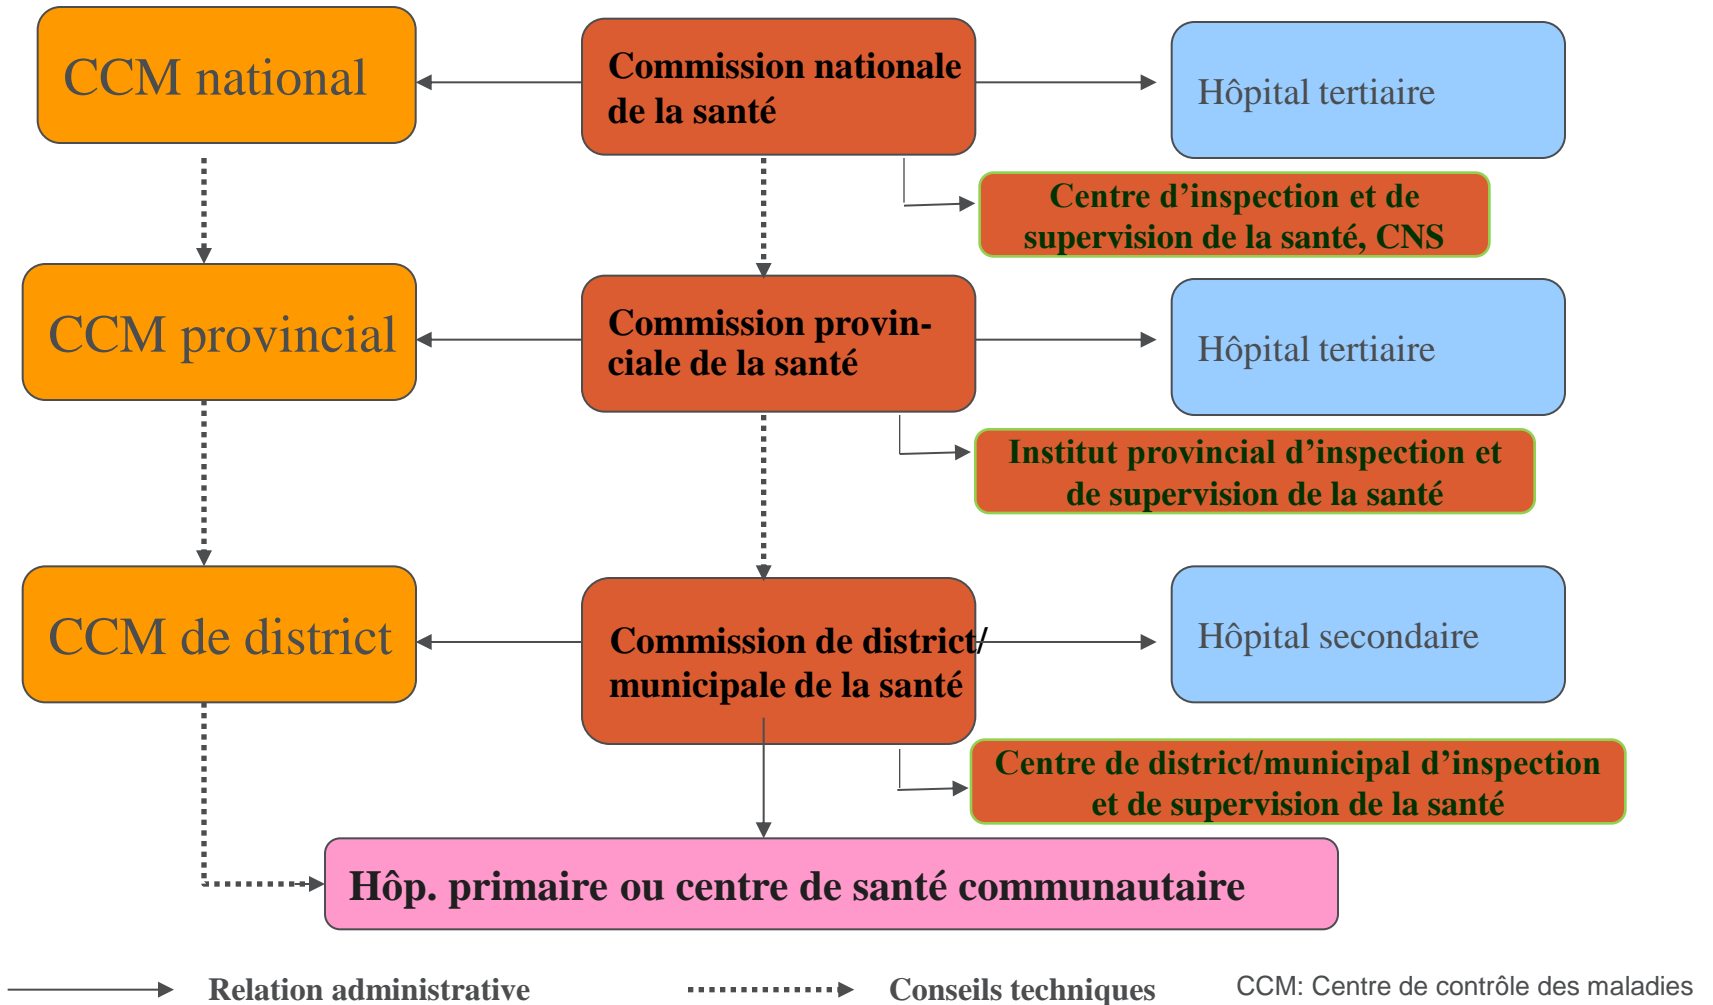 CCM national
Commission nationale
de la santé
Hôpital tertiaire
Centre d’inspection et de
supervision de la santé, CNS
CCM provincial
Commission provin-
ciale de la santé
Hôpital tertiaire
Institut provincial d’inspection et
de supervision de la santé
CCM de district
Commission de district/
municipale de la santé
Hôpital secondaire
Centre de district/municipal d’inspection
et de supervision de la santé
Hôp. primaire ou centre de santé communautaire
Relation administrative
Conseils techniques
CCM: Centre de contrôle des maladies